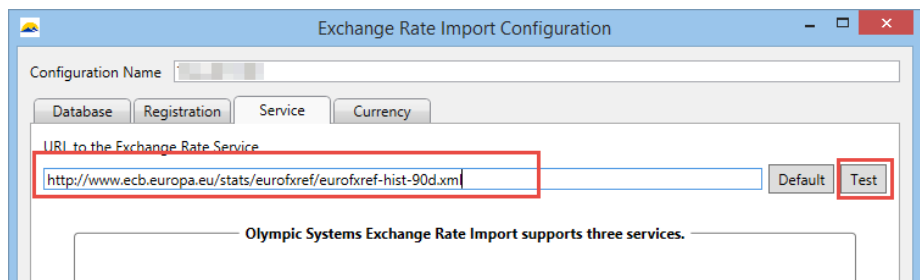 Exchange Rate Import Configuration
Configuration Name
Database Registration Service Currency
URL to the Exchange Rate Service
http://www.ecb.europa.eu/stats/eurofxref/eurofxref-hist-90d.xml Default Test
Olympic Systems Exchange Rate Import supports three services.